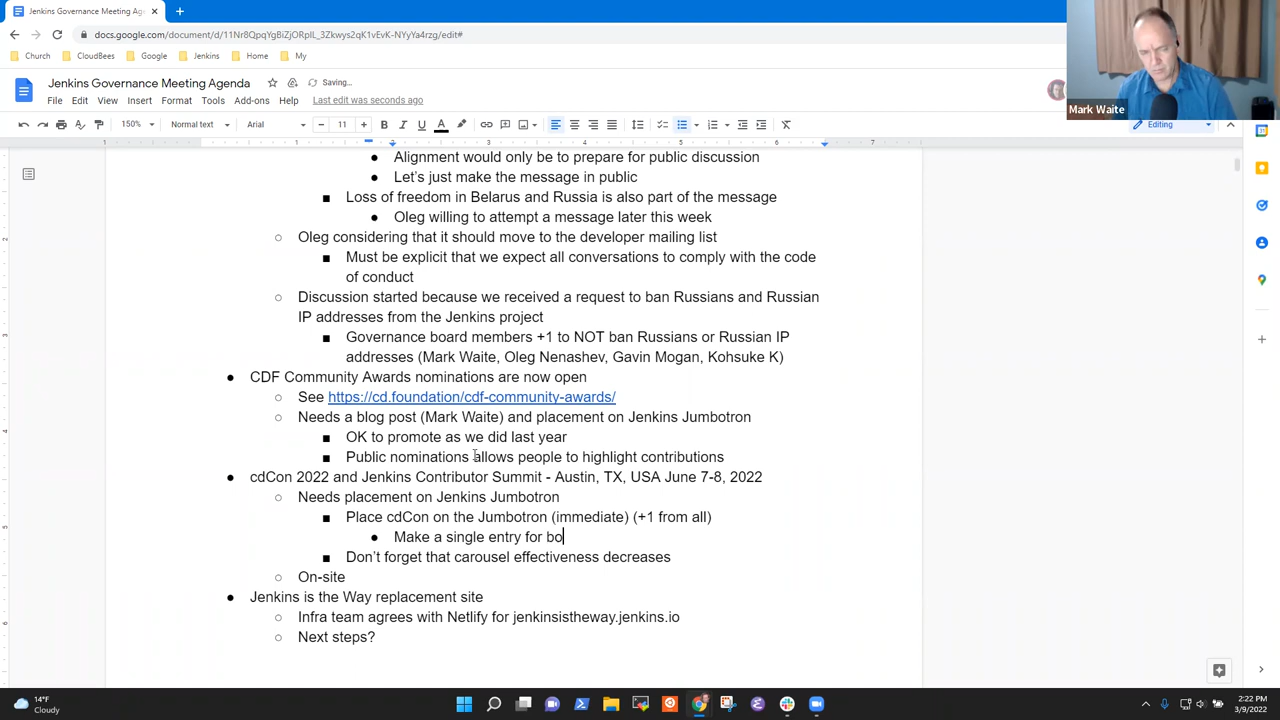 Jenkins Governance Meeting Age
docs.google.com/document/d/11Nr8QpqYgBiZjORpIL_3Zkwys2qK1vEvK-NYyYa4rzg/edit#
Church CloudBees Google Jenkins Home My
Jenkins Governance Meeting Agenda Saving...
File Edit View Insert Format Tools Add-ons Help Last edit was seconds ago
150% Normal text Arial 11 Editing
Mark Waite
1 1 2 3 4 5 6 7
Alignment would only be to prepare for public discussion
Let's just make the message in public
Loss of freedom in Belarus and Russia is also part of the message
Oleg willing to attempt a message later this week
Oleg considering that it should move to the developer mailing list
Must be explicit that we expect all conversations to comply with the code
of conduct
Discussion started because we received a request to ban Russians and Russian
IP addresses from the Jenkins project
Governance board members +1 to NOT ban Russians or Russian IP
addresses (Mark Waite, Oleg Nenashev, Gavin Mogan, Kohsuke K)
CDF Community Awards nominations are now open
See https://cd.foundation/cdf-community-awards/
Needs a blog post (Mark Waite) and placement on Jenkins Jumbotron
OK to promote as we did last year
Public nominations allows people to highlight contributions
cdCon 2022 and Jenkins Contributor Summit - Austin, TX, USA June 7-8, 2022
Needs placement on Jenkins Jumbotron
Place cdCon on the Jumbotron (immediate) (+1 from all)
Make a single entry for bo
Don't forget that carousel effectiveness decreases
On-site
Jenkins is the Way replacement site
Infra team agrees with Netlify for jenkinsistheway.jenkins.io
Next steps?
14°F
Cloudy
2:22 PM
3/9/2022